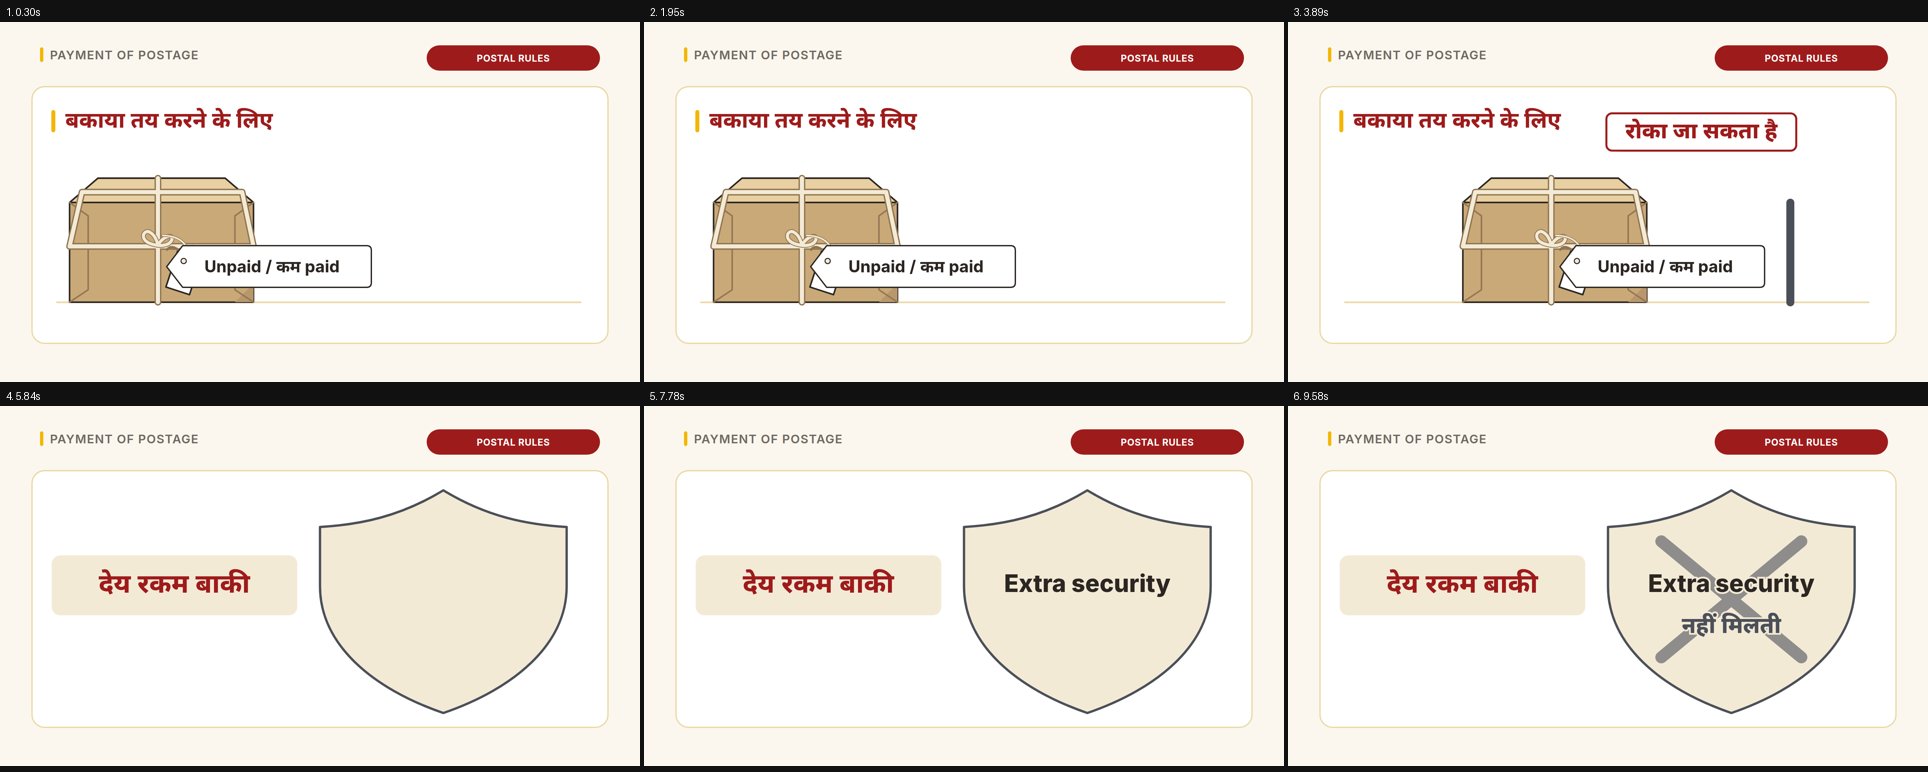 1. 0.30s
PAYMENT OF POSTAGE
POSTAL RULES
बकाया तय करने के लिए
Unpaid / कम paid
2. 1.95s
PAYMENT OF POSTAGE
POSTAL RULES
बकाया तय करने के लिए
Unpaid / कम paid
3. 3.89s
PAYMENT OF POSTAGE
POSTAL RULES
बकाया तय करने के लिए
रोका जा सकता है
Unpaid / कम paid
4. 5.84s
PAYMENT OF POSTAGE
POSTAL RULES
देय रकम बाकी
5. 7.78s
PAYMENT OF POSTAGE
POSTAL RULES
देय रकम बाकी
Extra security
6. 9.58s
PAYMENT OF POSTAGE
POSTAL RULES
देय रकम बाकी
Extra security
नहीं मिलती